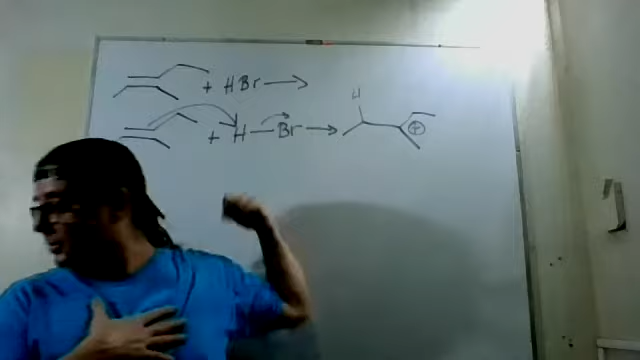 + HBr →
+ H — Br → H ⊕